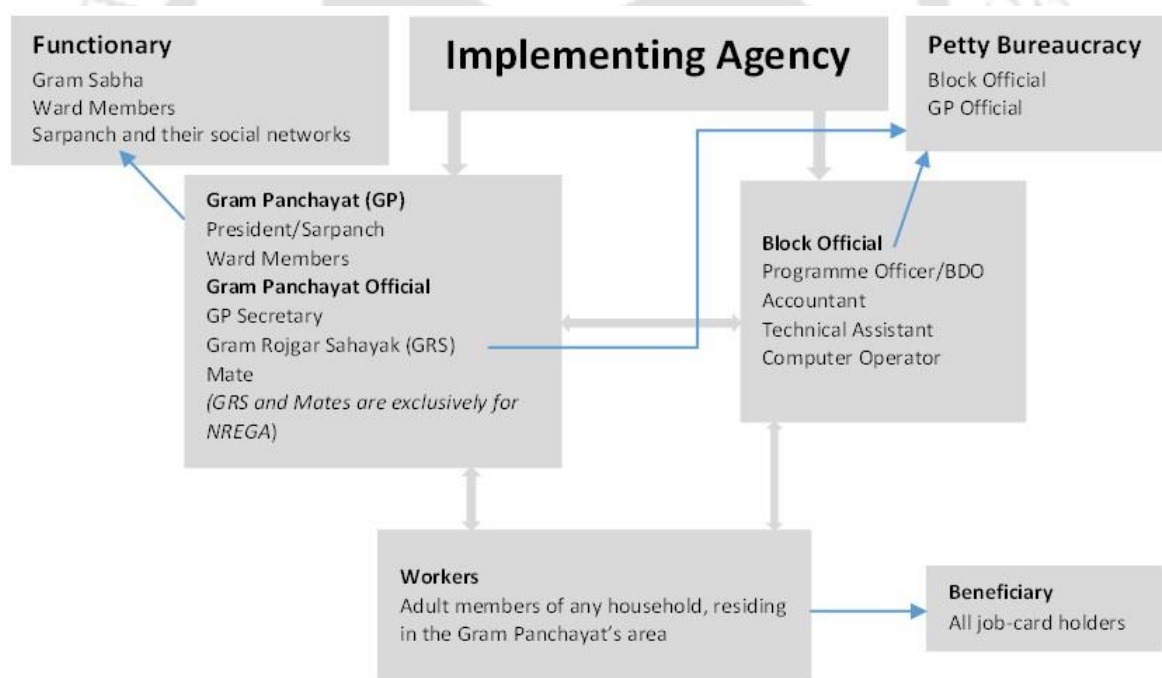 Implementing Agency
Functionary
Gram Sabha
Ward Members
Sarpanch and their social networks
Petty Bureaucracy
Block Official
GP Official
Gram Panchayat (GP)
President/Sarpanch
Ward Members
Gram Panchayat Official
GP Secretary
Gram Rojgar Sahayak (GRS)
Mate
(GRS and Mates are exclusively for
NREGA)
Block Official
Programme Officer/BDO
Accountant
Technical Assistant
Computer Operator
Workers
Adult members of any household, residing
in the Gram Panchayat’s area
Beneficiary
All job-card holders